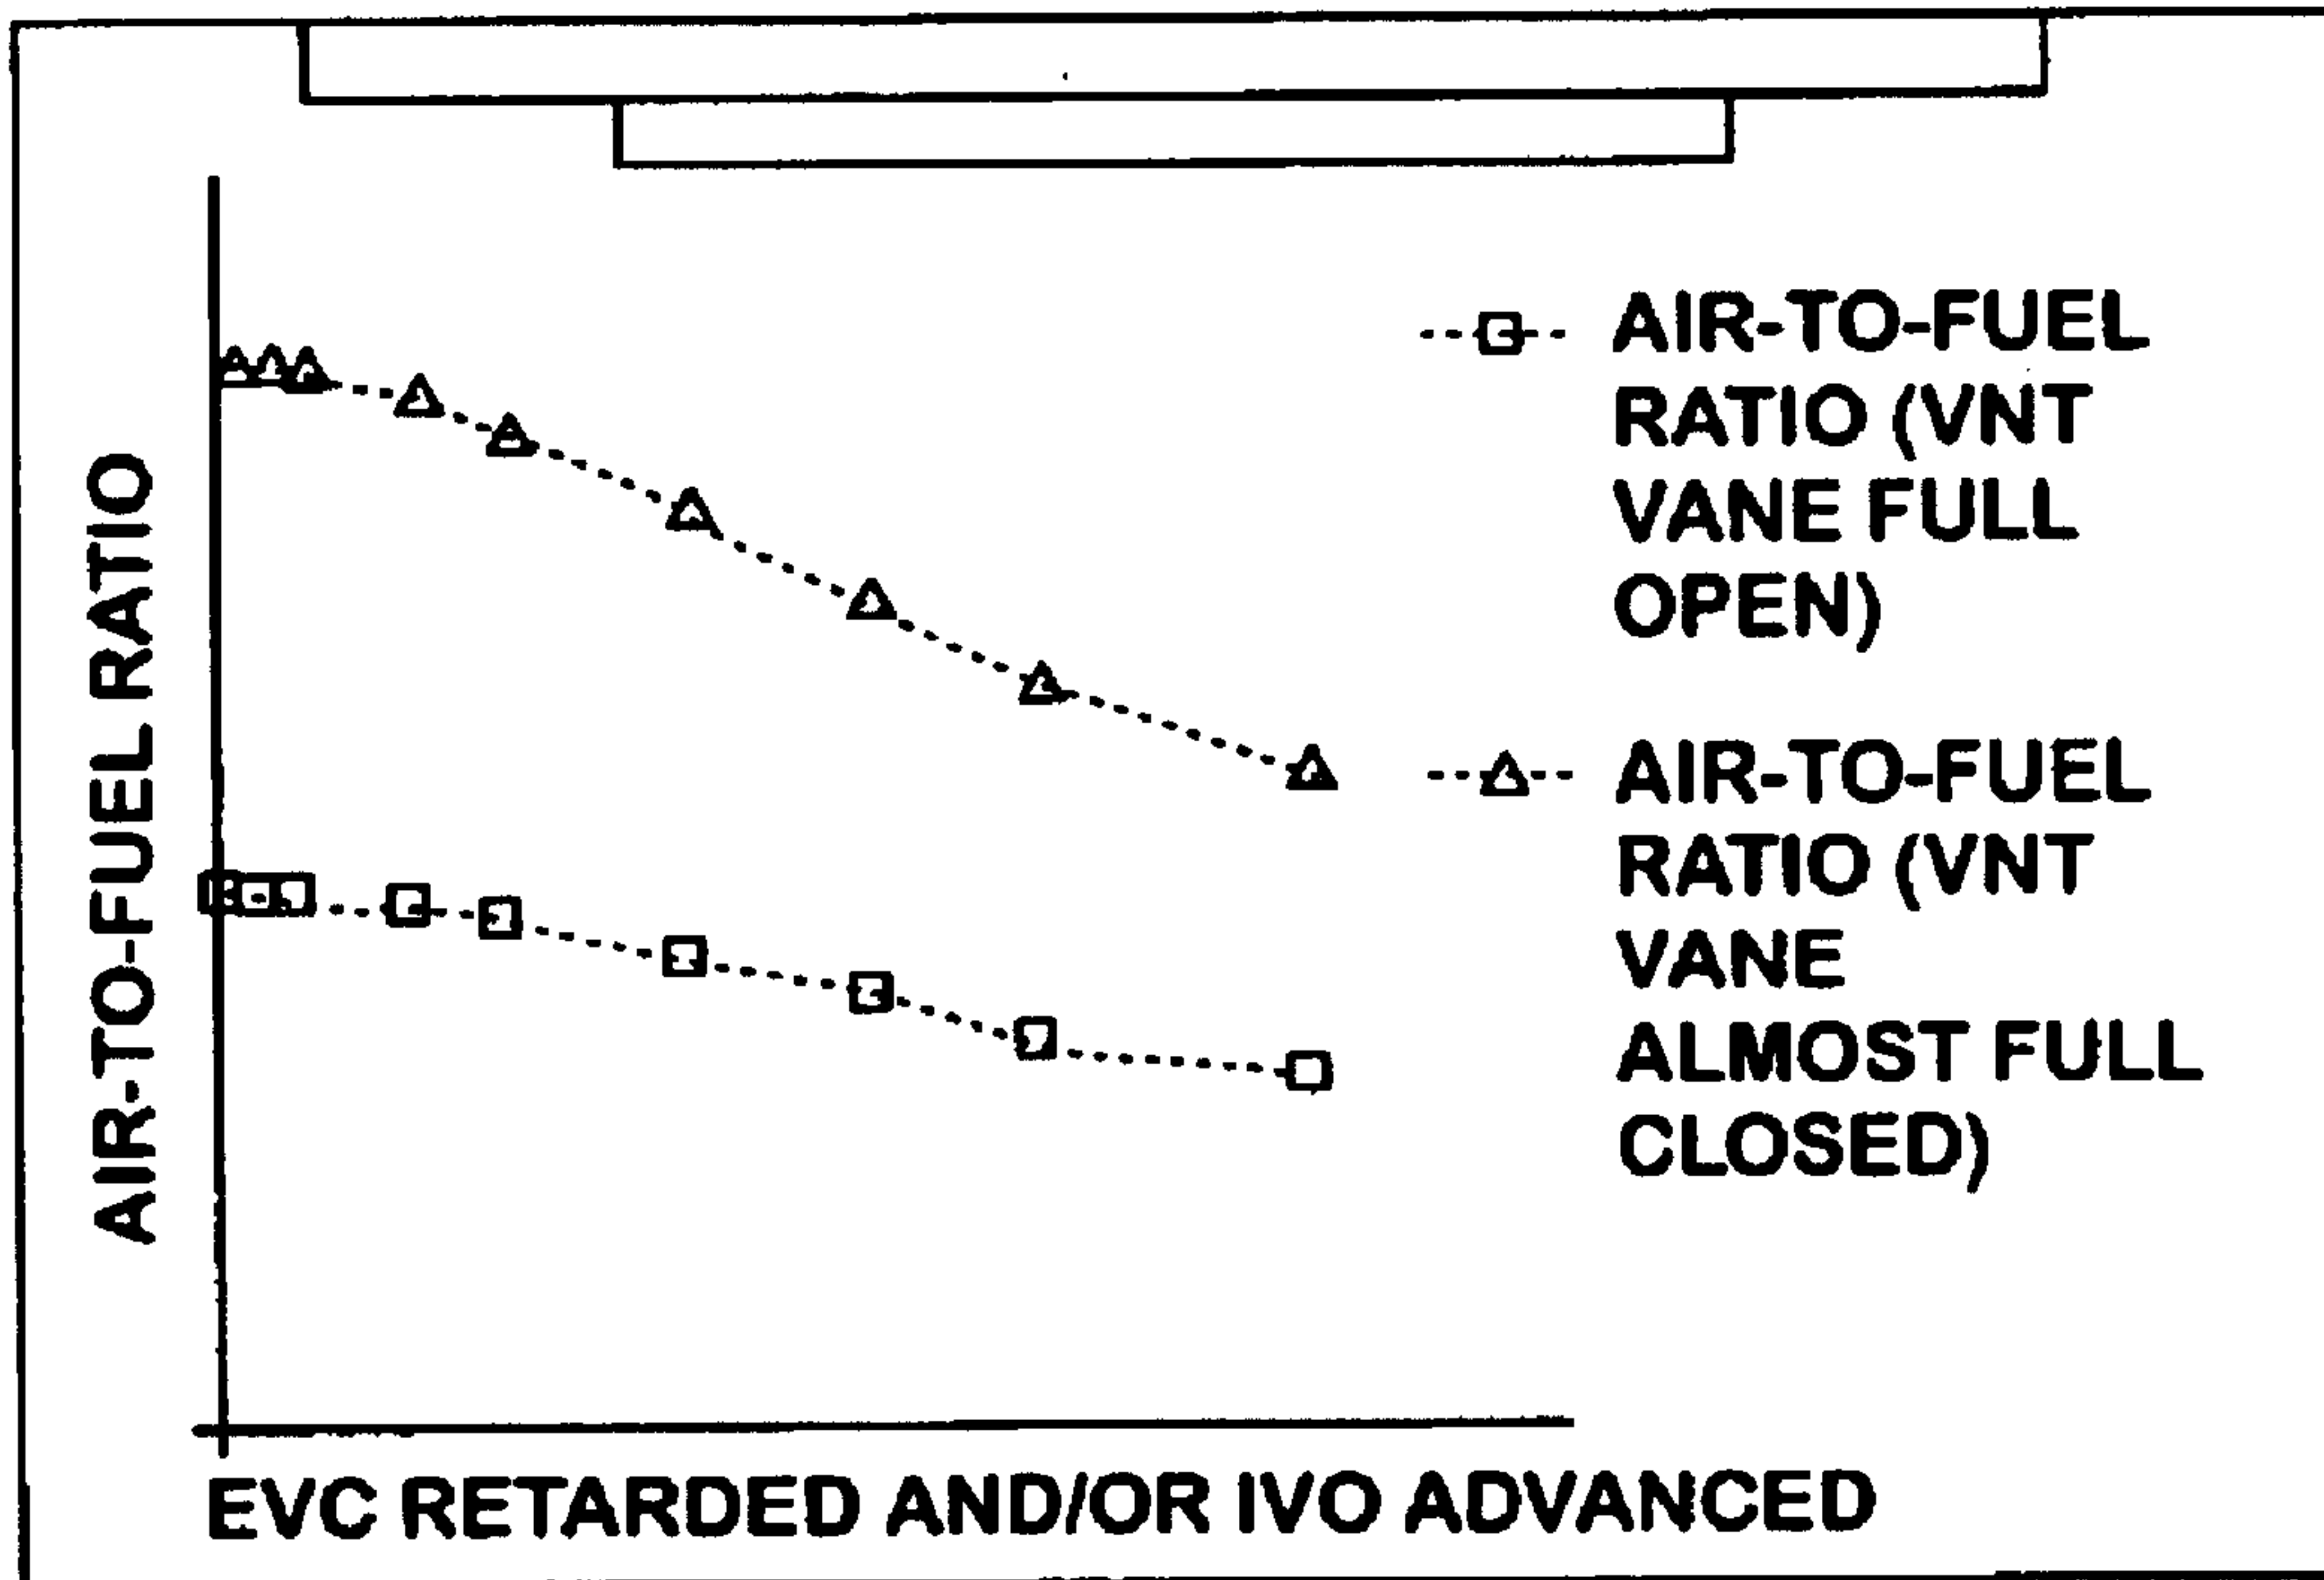 AIR-TO-FUEL RATIO
AIR-TO-FUEL
RATIO (VNT
VANE FULL
OPEN)
AIR-TO-FUEL
RATIO (VNT
VANE
ALMOST FULL
CLOSED)
EVC RETARDED AND/OR IVO ADVANCED